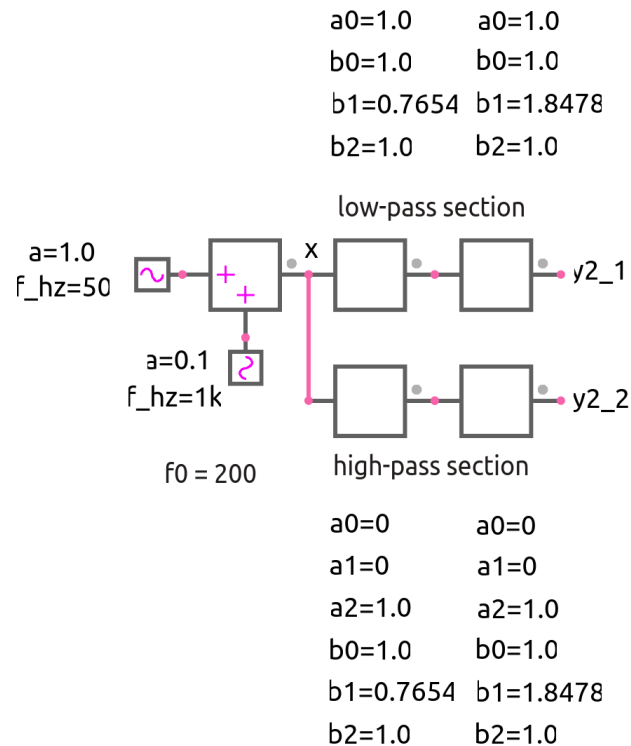 a0=1.0 a0=1.0
b0=1.0 b0=1.0
b1=0.7654 b1=1.8478
b2=1.0 b2=1.0
low-pass section
a=1.0
f_hz=50
x
y2_1
a=0.1
f_hz=1k
y2_2
f0 = 200
high-pass section
a0=0 a0=0
a1=0 a1=0
a2=1.0 a2=1.0
b0=1.0 b0=1.0
b1=0.7654 b1=1.8478
b2=1.0 b2=1.0